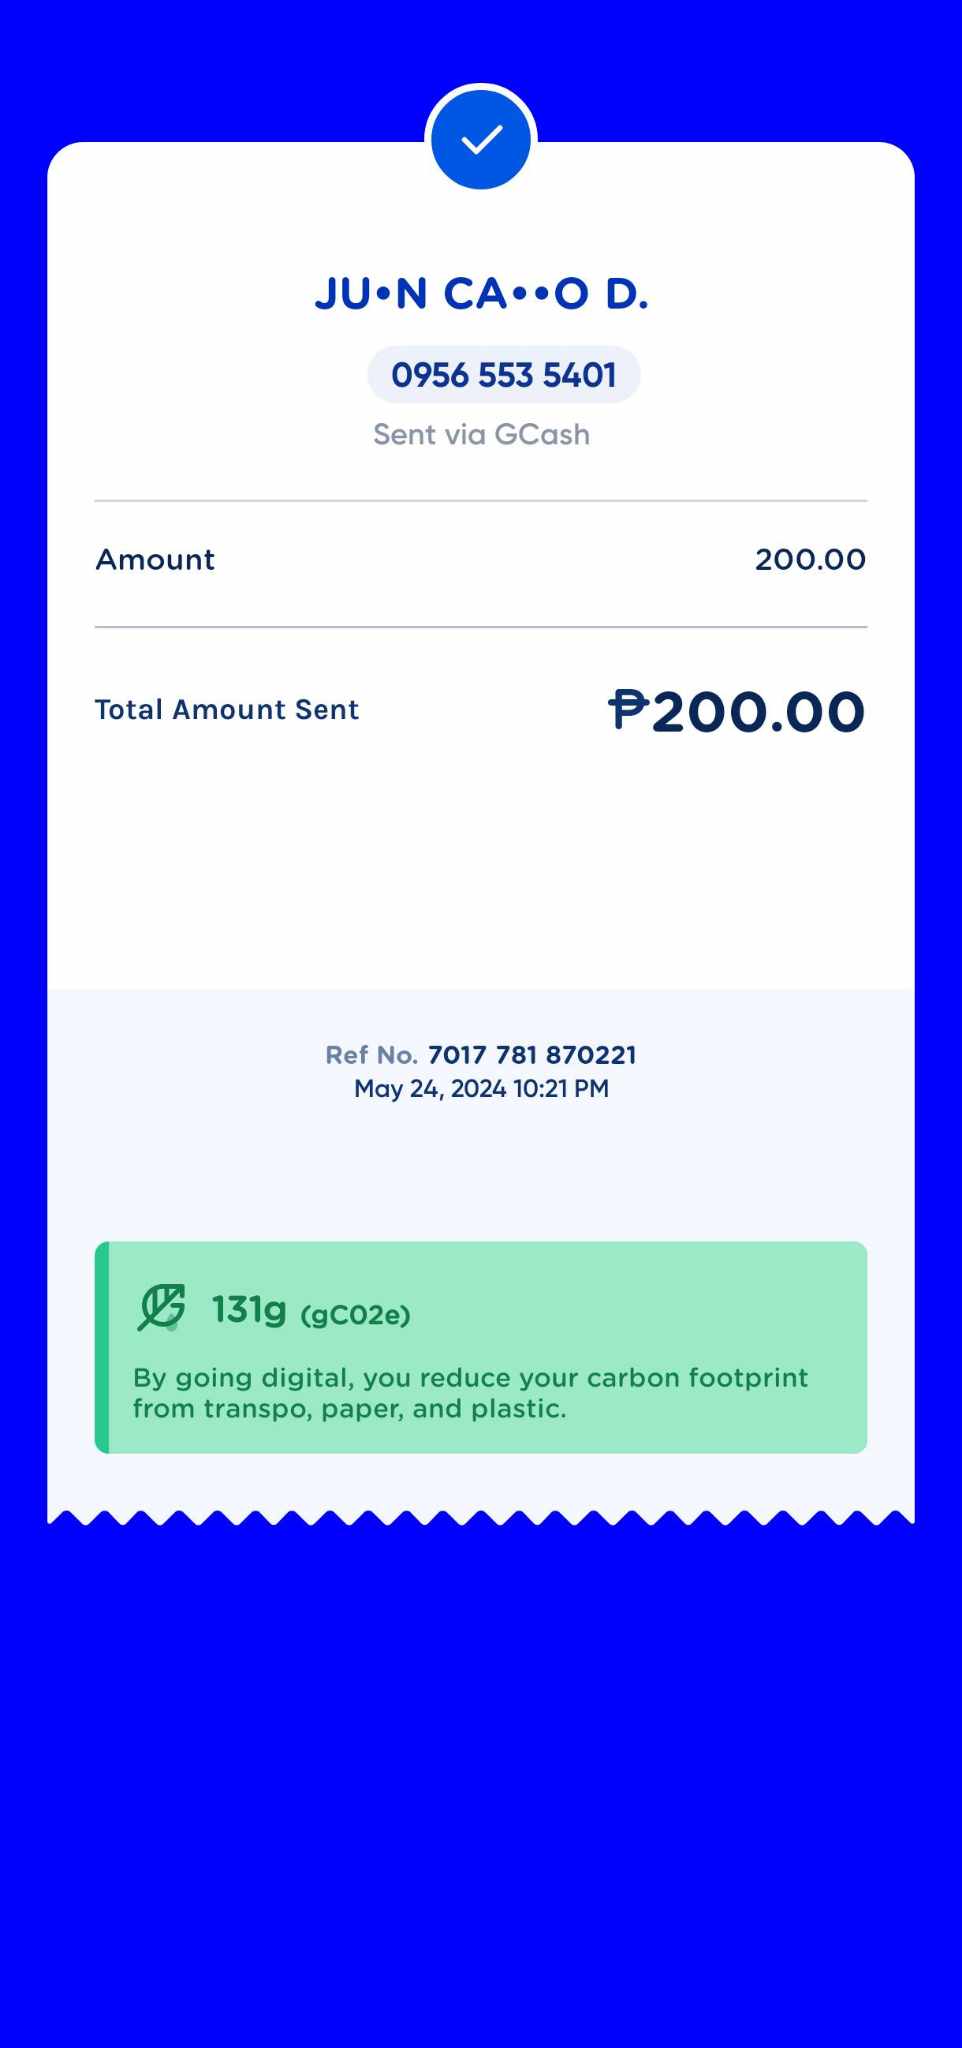 JU•N CA••O D.
0956 553 5401
Sent via GCash
Amount 200.00
Total Amount Sent ₱200.00
Ref No. 7017 781 870221
May 24, 2024 10:21 PM
131g (gC02e)
By going digital, you reduce your carbon footprint
from transpo, paper, and plastic.